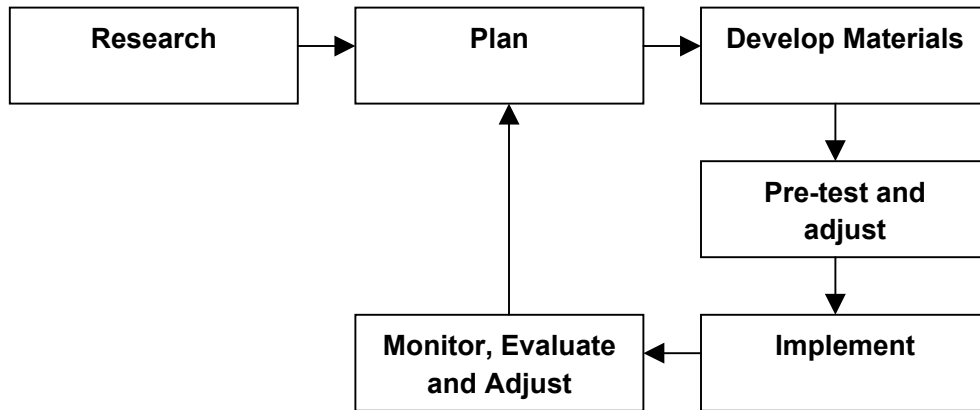 Research
Plan
Develop Materials
Pre-test and
adjust
Implement
Monitor, Evaluate
and Adjust